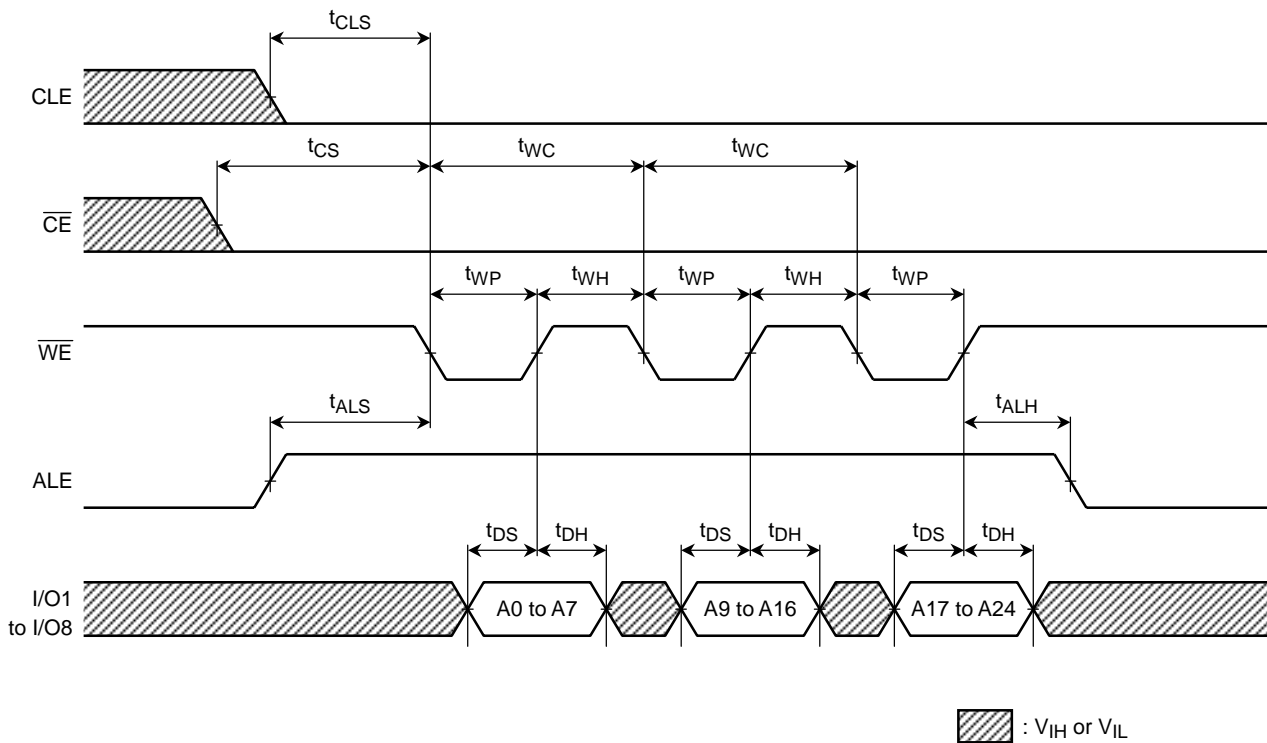 tCLS
CLE
tCS tWC tWC
CE
tWP tWH tWP tWH tWP
WE
tALS tALH
ALE
tDS tDH tDS tDH tDS tDH
I/O1
to I/O8
A0 to A7 A9 to A16 A17 to A24
: VIH or VIL